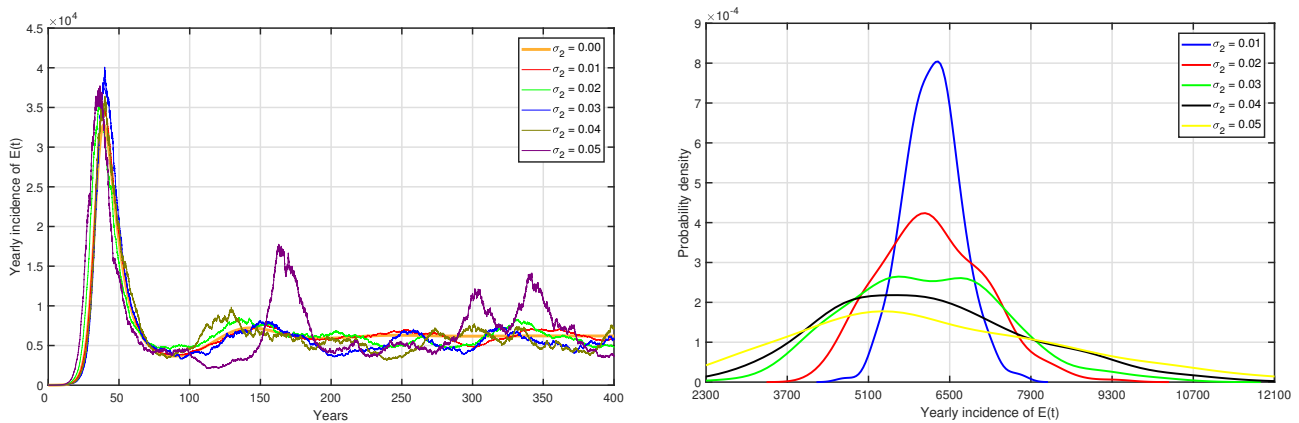 ×10⁴
4.5
4
3.5
3
2.5
2
1.5
1
0.5
0
Yearly incidence of E(t)
0 50 100 150 200 250 300 350 400
Years
σ₂ = 0.00
σ₂ = 0.01
σ₂ = 0.02
σ₂ = 0.03
σ₂ = 0.04
σ₂ = 0.05
×10⁻⁴
9
8
7
6
5
4
3
2
1
0
Probability density
2300 3700 5100 6500 7900 9300 10700 12100
Yearly incidence of E(t)
σ₂ = 0.01
σ₂ = 0.02
σ₂ = 0.03
σ₂ = 0.04
σ₂ = 0.05